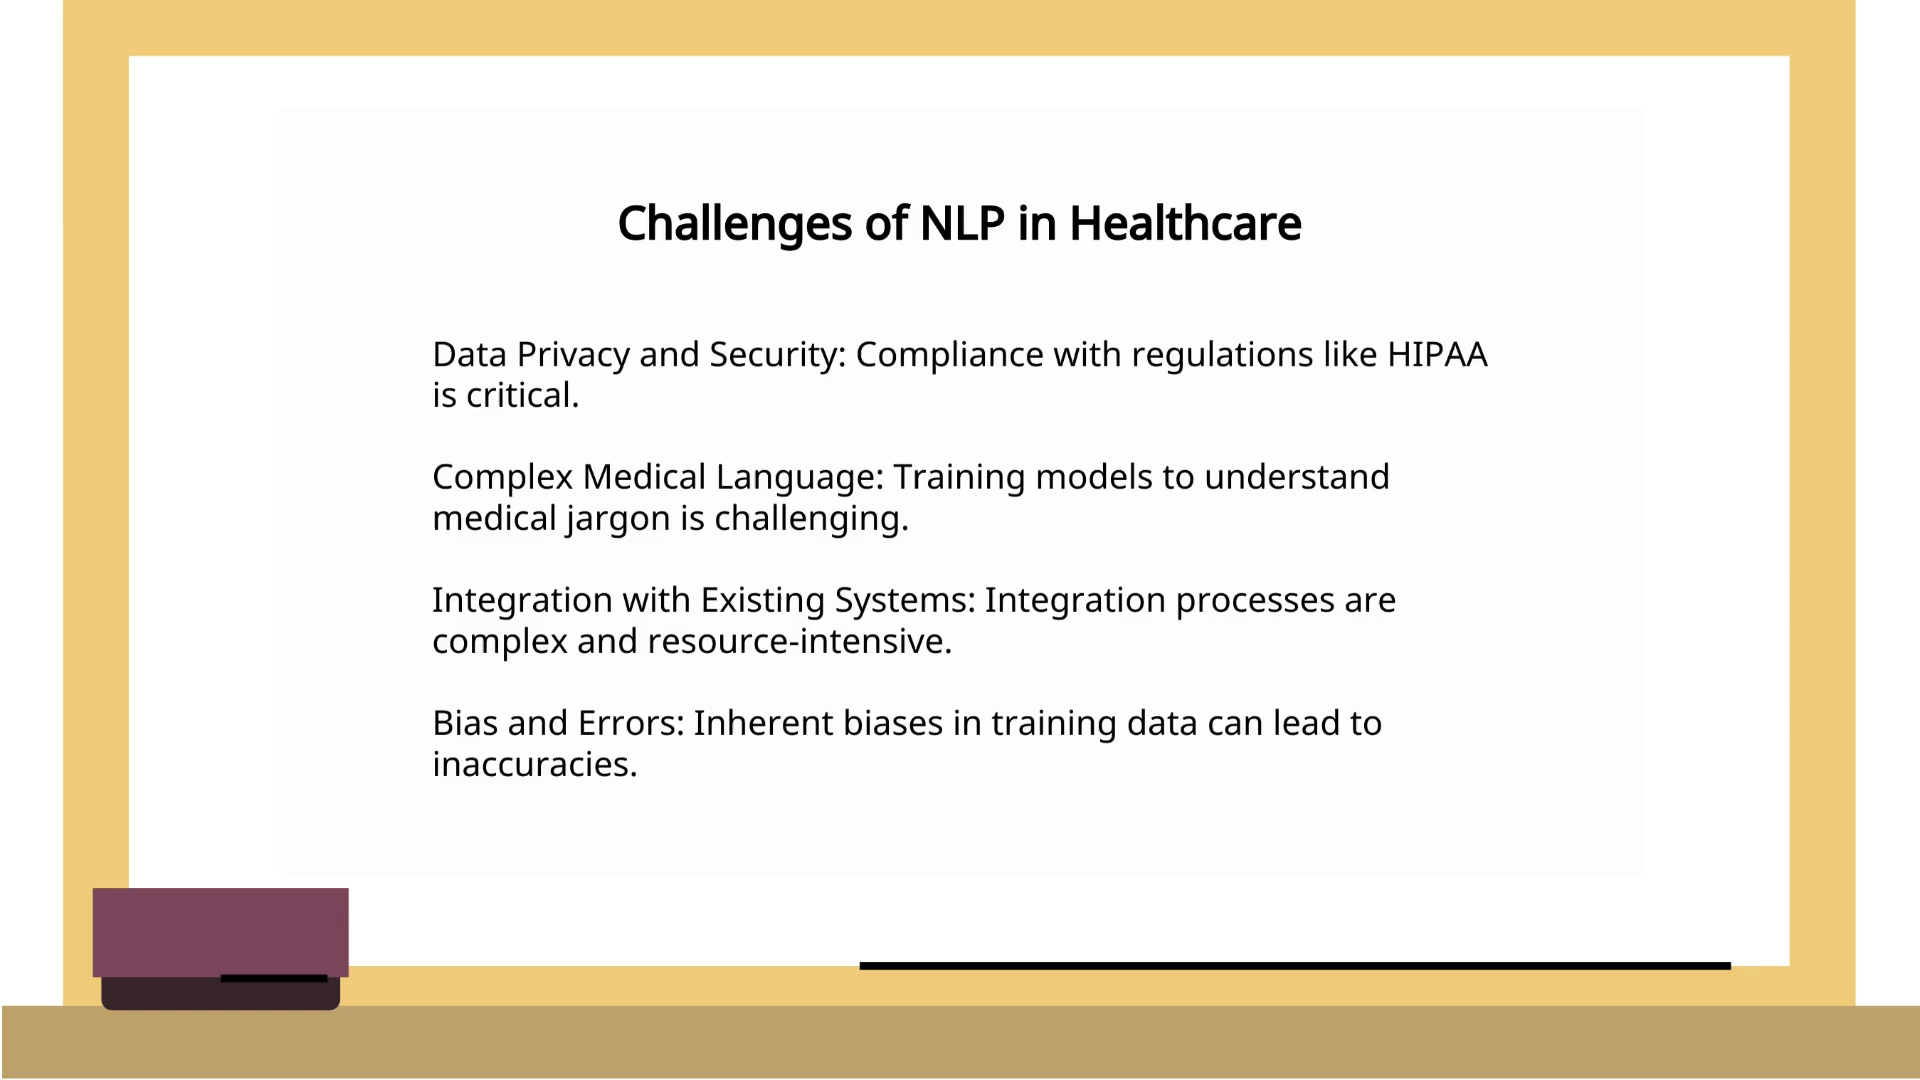 Challenges of NLP in Healthcare
Data Privacy and Security: Compliance with regulations like HIPAA
is critical.
Complex Medical Language: Training models to understand
medical jargon is challenging.
Integration with Existing Systems: Integration processes are
complex and resource-intensive.
Bias and Errors: Inherent biases in training data can lead to
inaccuracies.